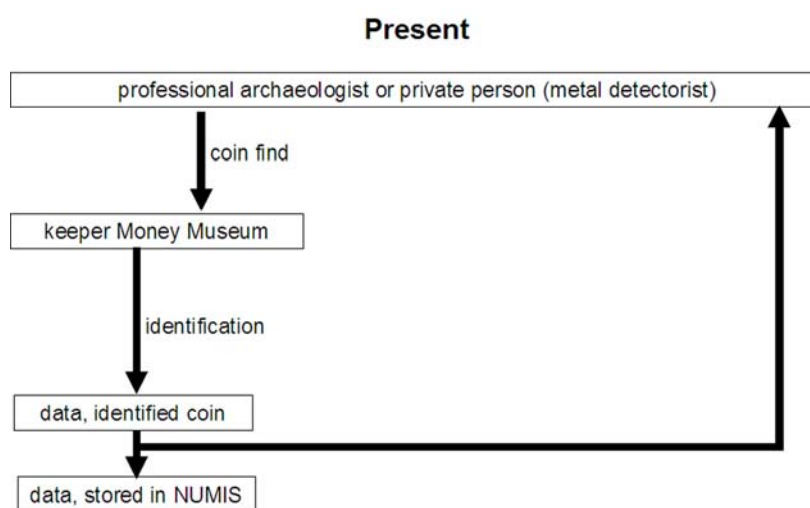 Present
professional archaeologist or private person (metal detectorist)
coin find
keeper Money Museum
identification
data, identified coin
data, stored in NUMIS